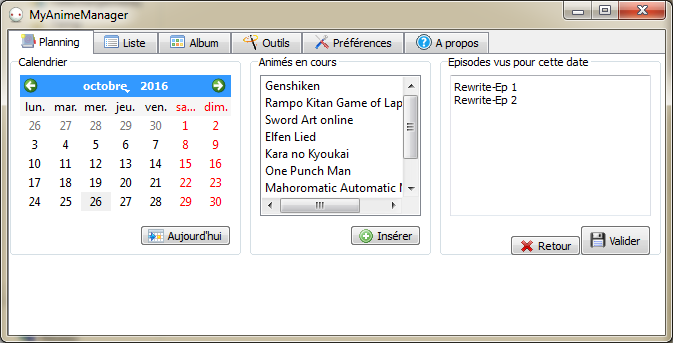 MyAnimeManager
Planning Liste Album Outils Préférences A propos
Calendrier
octobre 2016
lun. mar. mer. jeu. ven. sa... dim.
26 27 28 29 30 1 2
3 4 5 6 7 8 9
10 11 12 13 14 15 16
17 18 19 20 21 22 23
24 25 26 27 28 29 30
Aujourd'hui
Animés en cours
Genshiken
Rampo Kitan Game of Lap
Sword Art online
Elfen Lied
Kara no Kyoukai
One Punch Man
Mahoromatic Automatic
Insérer
Episodes vus pour cette date
Rewrite-Ep 1
Rewrite-Ep 2
Retour
Valider